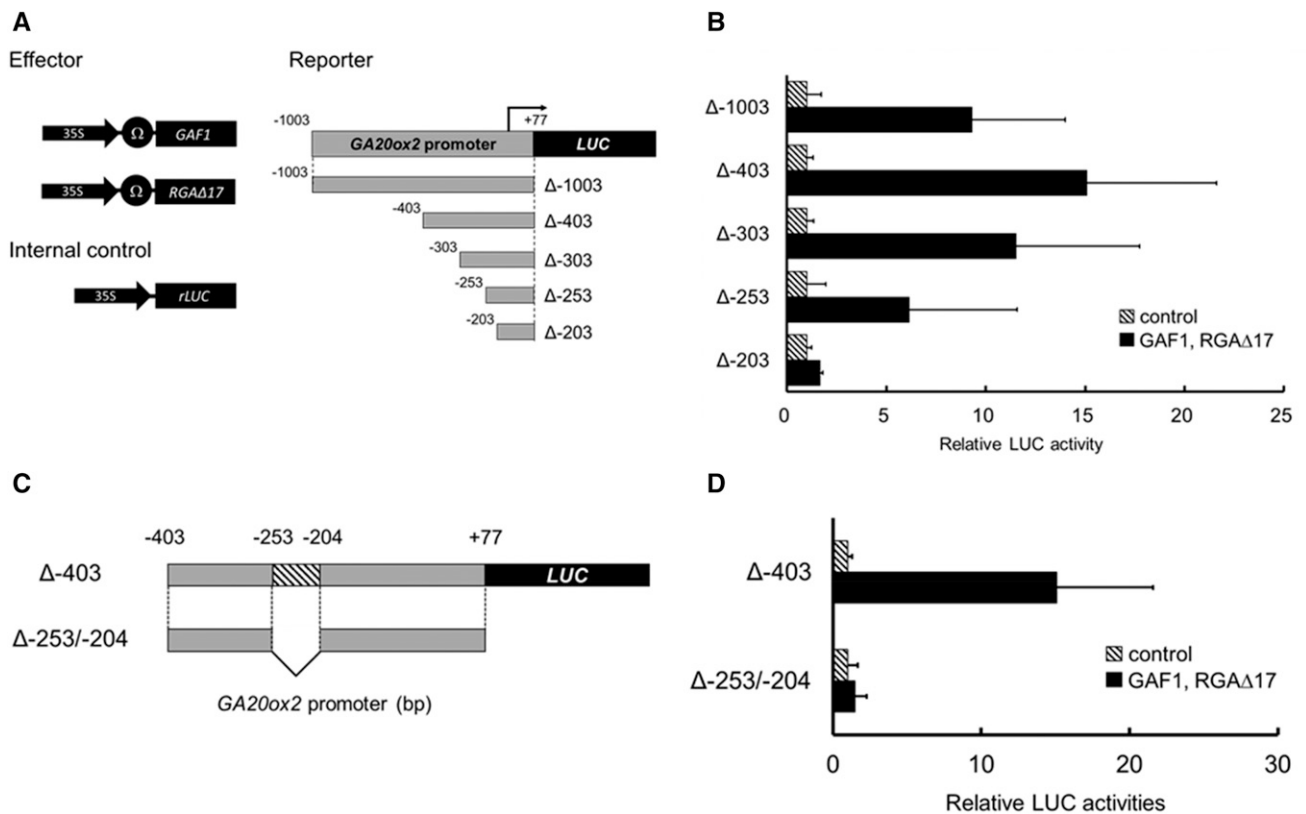 A
Effector
Reporter
35S Ω GAF1
35S Ω RGAΔ17
Internal control
35S rLUC
-1003
+77
GA20ox2 promoter
LUC
-1003
Δ-1003
-403
Δ-403
-303
Δ-303
-253
Δ-253
-203
Δ-203
B
Δ-1003
Δ-403
Δ-303
Δ-253
Δ-203
control
GAF1, RGAΔ17
0 5 10 15 20 25
Relative LUC activity
C
-403 -253 -204 +77
Δ-403
LUC
Δ-253/-204
GA20ox2 promoter (bp)
D
Δ-403
Δ-253/-204
control
GAF1, RGAΔ17
0 10 20 30
Relative LUC activities